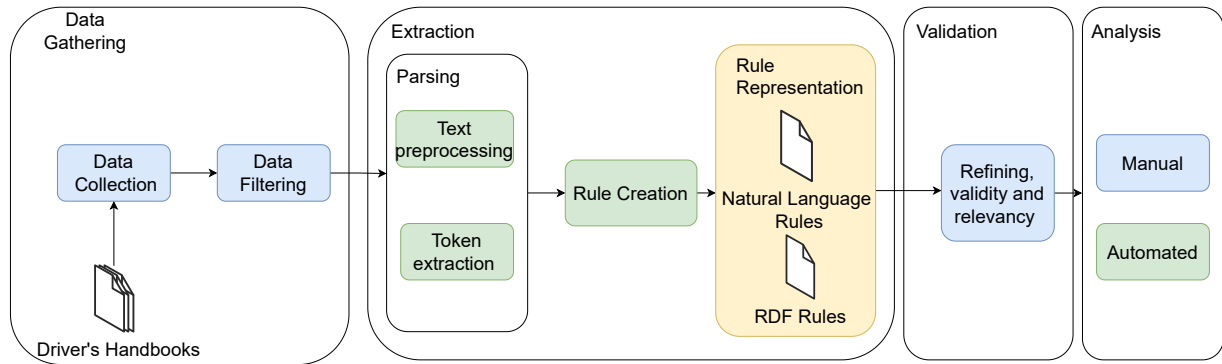 Data
Gathering
Data
Collection
Data
Filtering
Driver's Handbooks
Extraction
Parsing
Text
preprocessing
Token
extraction
Rule Creation
Rule
Representation
Natural Language
Rules
RDF Rules
Validation
Refining,
validity and
relevancy
Analysis
Manual
Automated